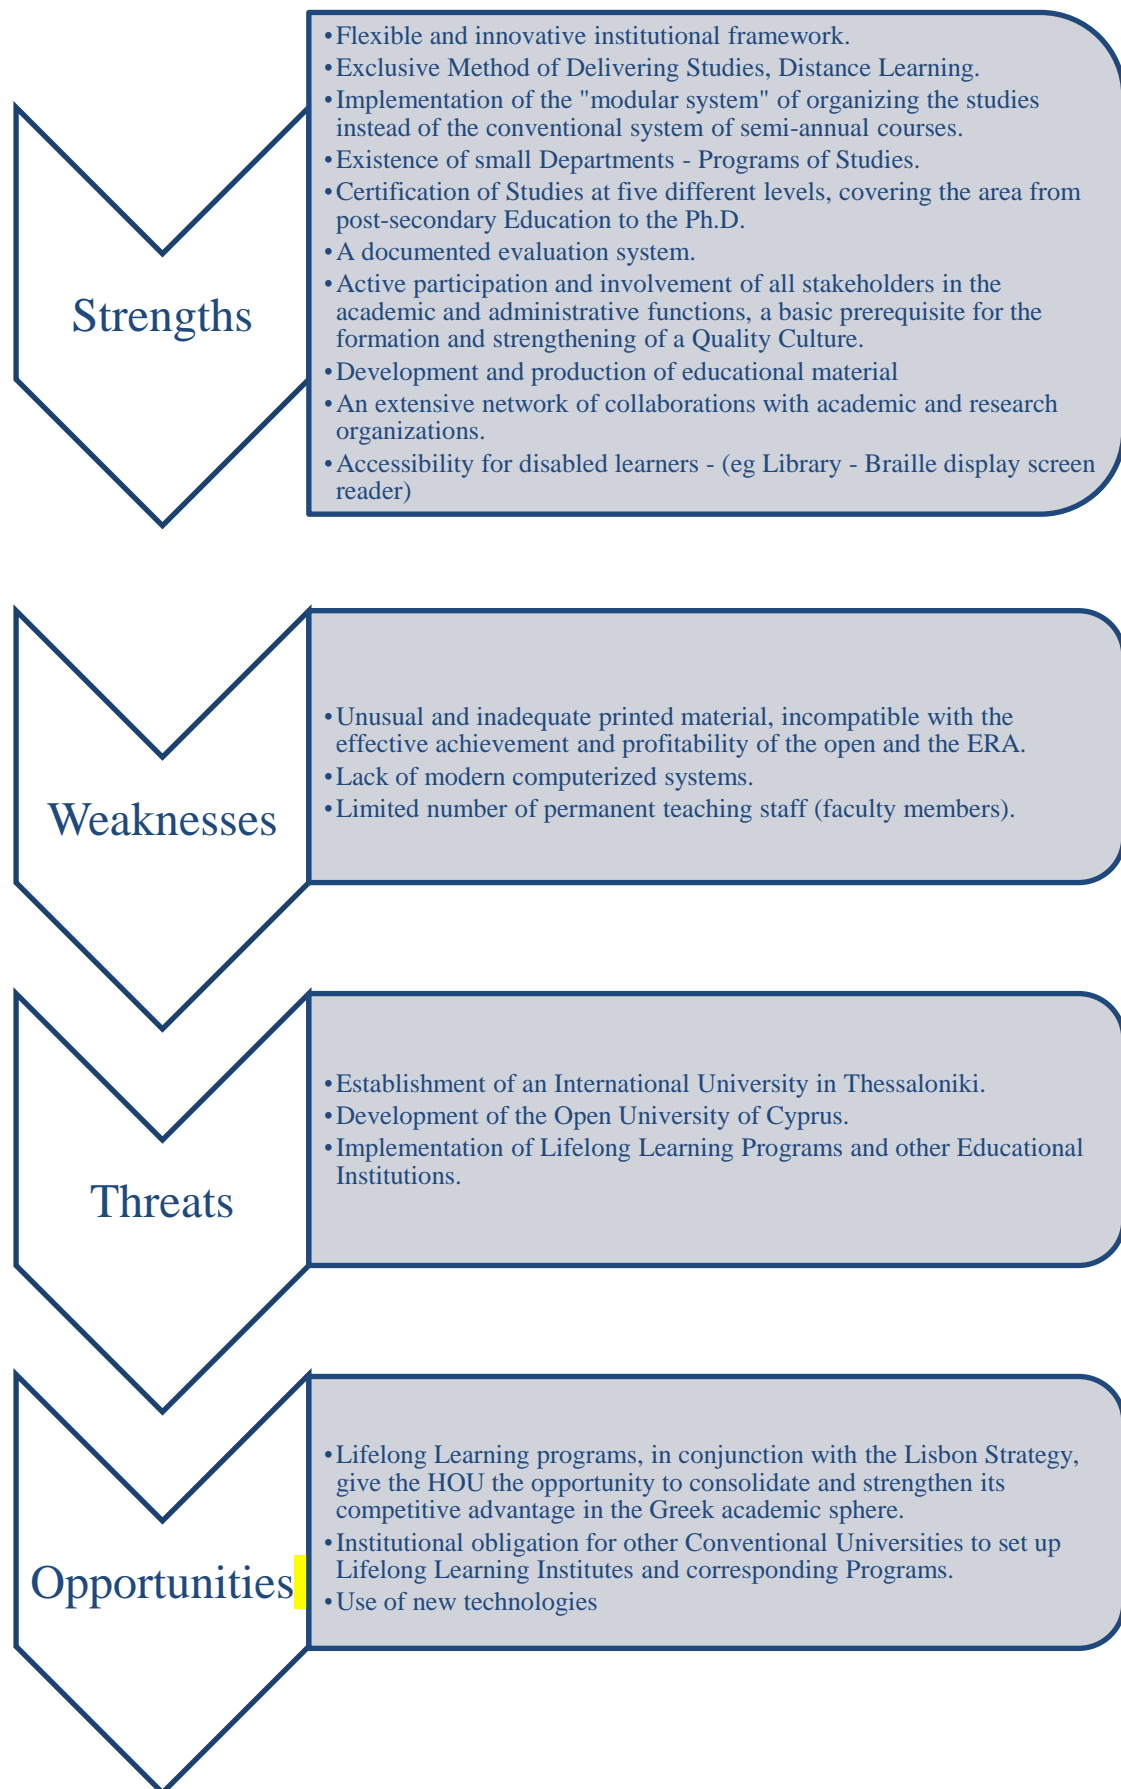 Strengths
•Flexible and innovative institutional framework.
•Exclusive Method of Delivering Studies, Distance Learning.
•Implementation of the "modular system" of organizing the studies
instead of the conventional system of semi-annual courses.
•Existence of small Departments - Programs of Studies.
•Certification of Studies at five different levels, covering the area from
post-secondary Education to the Ph.D.
•A documented evaluation system.
•Active participation and involvement of all stakeholders in the
academic and administrative functions, a basic prerequisite for the
formation and strengthening of a Quality Culture.
•Development and production of educational material
•An extensive network of collaborations with academic and research
organizations.
•Accessibility for disabled learners - (eg Library - Braille display screen
reader)
Weaknesses
•Unusual and inadequate printed material, incompatible with the
effective achievement and profitability of the open and the ERA.
•Lack of modern computerized systems.
•Limited number of permanent teaching staff (faculty members).
Threats
•Establishment of an International University in Thessaloniki.
•Development of the Open University of Cyprus.
•Implementation of Lifelong Learning Programs and other Educational
Institutions.
Opportunities
•Lifelong Learning programs, in conjunction with the Lisbon Strategy,
give the HOU the opportunity to consolidate and strengthen its
competitive advantage in the Greek academic sphere.
•Institutional obligation for other Conventional Universities to set up
Lifelong Learning Institutes and corresponding Programs.
•Use of new technologies